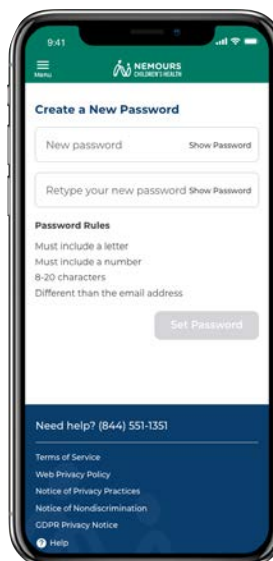 9:41
Menu
NEMOURS
CHILDREN'S HEALTH
Create a New Password
New password Show Password
Retype your new password Show Password
Password Rules
Must include a letter
Must include a number
8-20 characters
Different than the email address
Set Password
Need help? (844) 551-1351
Terms of Service
Web Privacy Policy
Notice of Privacy Practices
Notice of Nondiscrimination
GDPR Privacy Notice
? Help